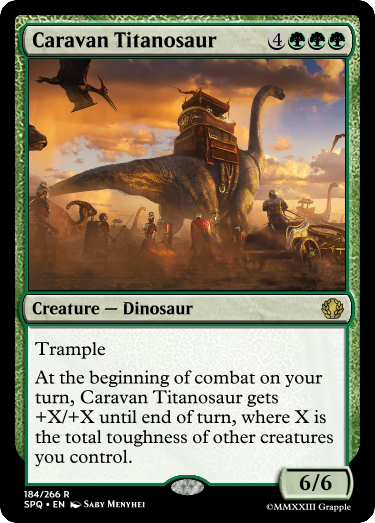 Caravan Titanosaur 4
Creature — Dinosaur
Trample
At the beginning of combat on your
turn, Caravan Titanosaur gets
+X/+X until end of turn, where X is
the total toughness of other creatures
you control.
6/6
184/266 R
SPQ • EN Saby Menyhei
©MMXXIII Grapple